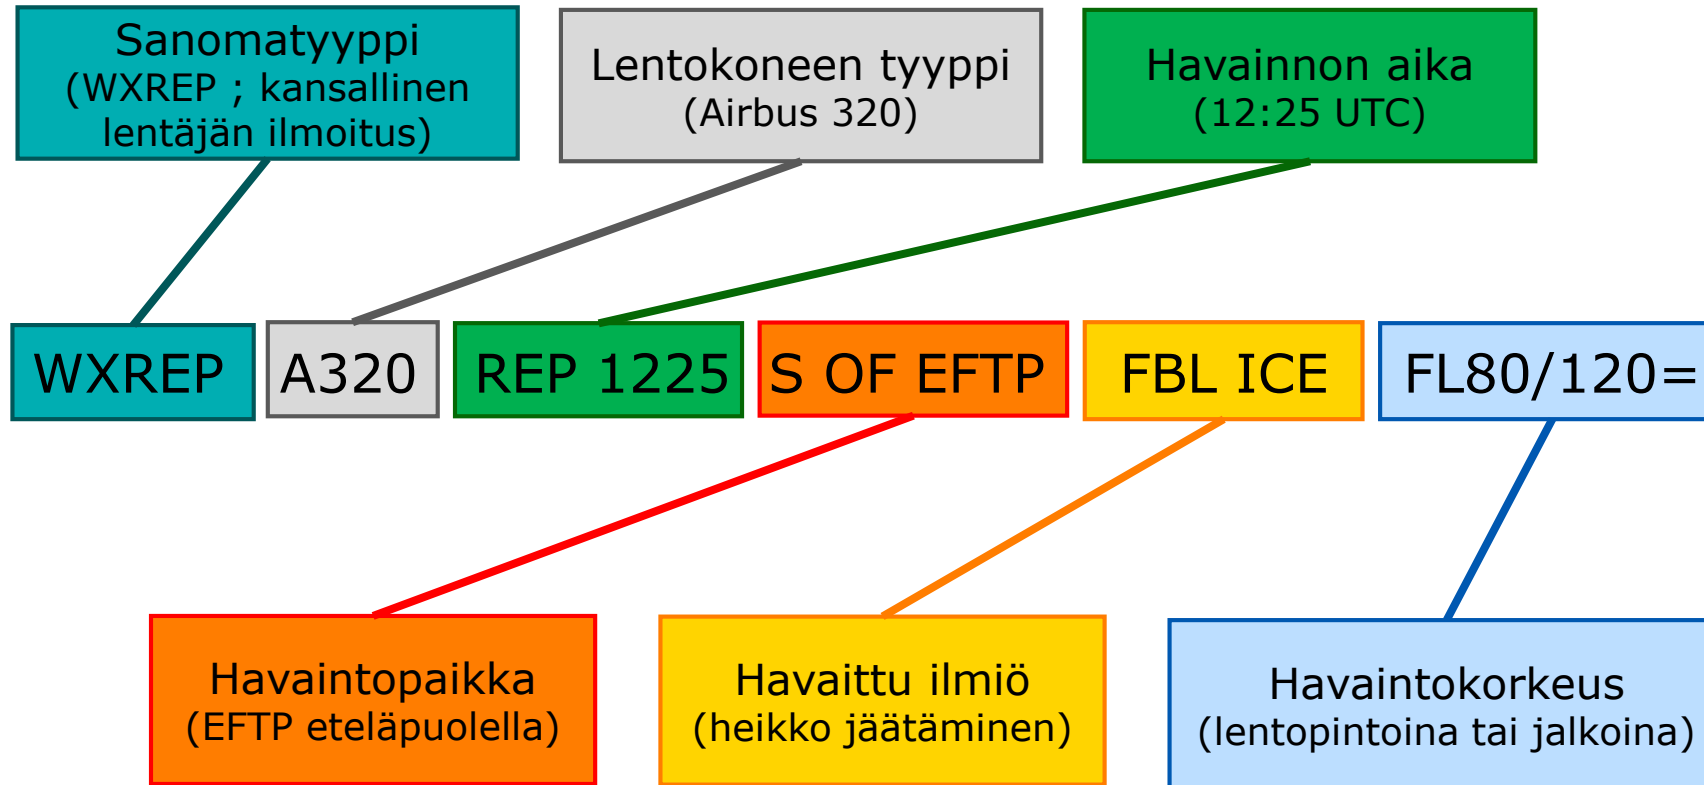 Sanomatyyppi
(WXREP ; kansallinen
lentäjän ilmoitus)
Lentokoneen tyyppi
(Airbus 320)
Havainnon aika
(12:25 UTC)
WXREP
A320
REP 1225
S OF EFTP
FBL ICE
FL80/120=
Havaintopaikka
(EFTP eteläpuolella)
Havaittu ilmiö
(heikko jäätäminen)
Havaintokorkeus
(lentopintoina tai jalkoina)